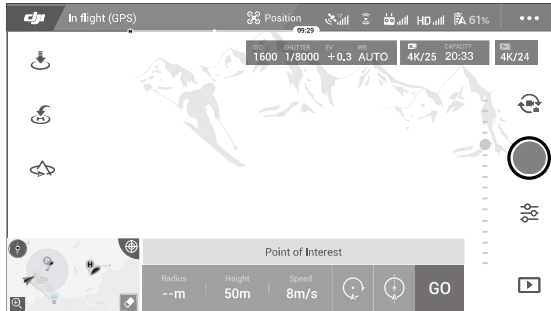 dji In flight (GPS) Position HD 61%
09:29
ISO SHUTTER EV WB CAPACITY
1600 1/8000 +0.3 AUTO 4K/25 20:33 4K/24
H
Point of Interest
H
Radius Height Speed
--m 50m 8m/s GO